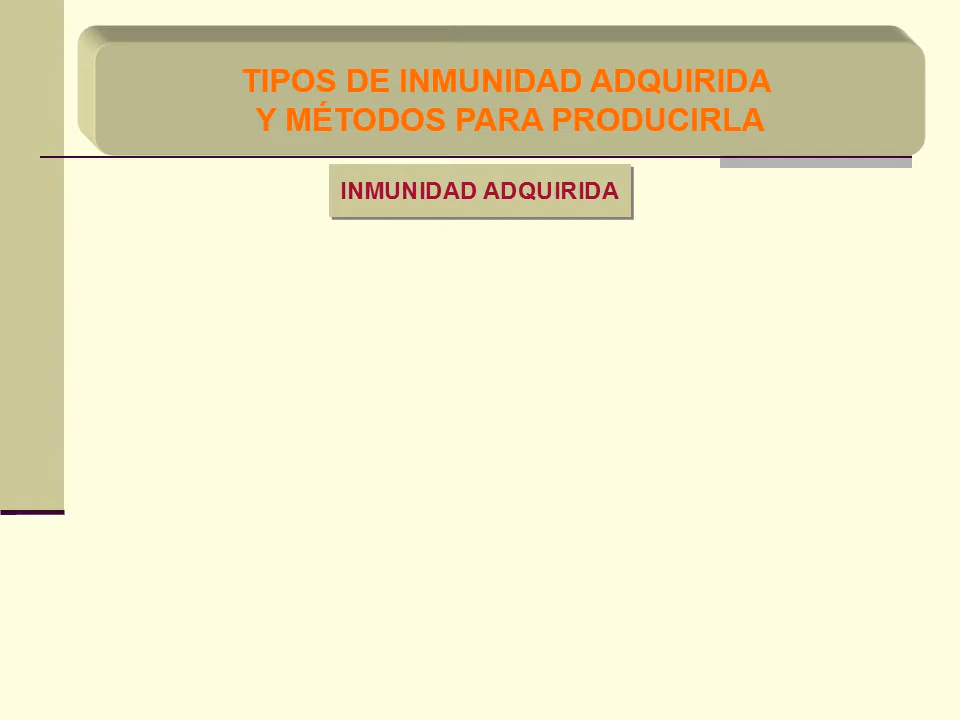 TIPOS DE INMUNIDAD ADQUIRIDA
Y MÉTODOS PARA PRODUCIRLA
INMUNIDAD ADQUIRIDA